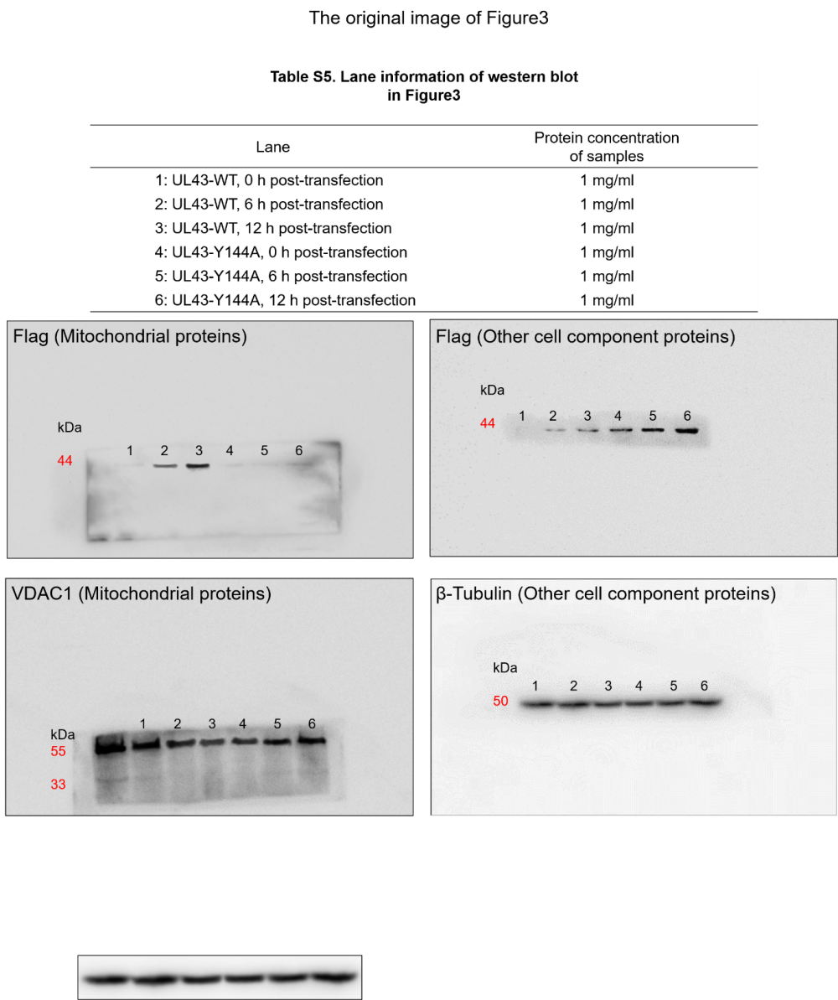 The original image of Figure3
Table S5. Lane information of western blot
in Figure3
Lane
Protein concentration
of samples
1: UL43-WT, 0 h post-transfection 1 mg/ml
2: UL43-WT, 6 h post-transfection 1 mg/ml
3: UL43-WT, 12 h post-transfection 1 mg/ml
4: UL43-Y144A, 0 h post-transfection 1 mg/ml
5: UL43-Y144A, 6 h post-transfection 1 mg/ml
6: UL43-Y144A, 12 h post-transfection 1 mg/ml
Flag (Mitochondrial proteins)
kDa
1 2 3 4 5 6
44
Flag (Other cell component proteins)
kDa
1 2 3 4 5 6
44
VDAC1 (Mitochondrial proteins)
1 2 3 4 5 6
kDa
55
33
β-Tubulin (Other cell component proteins)
kDa
1 2 3 4 5 6
50